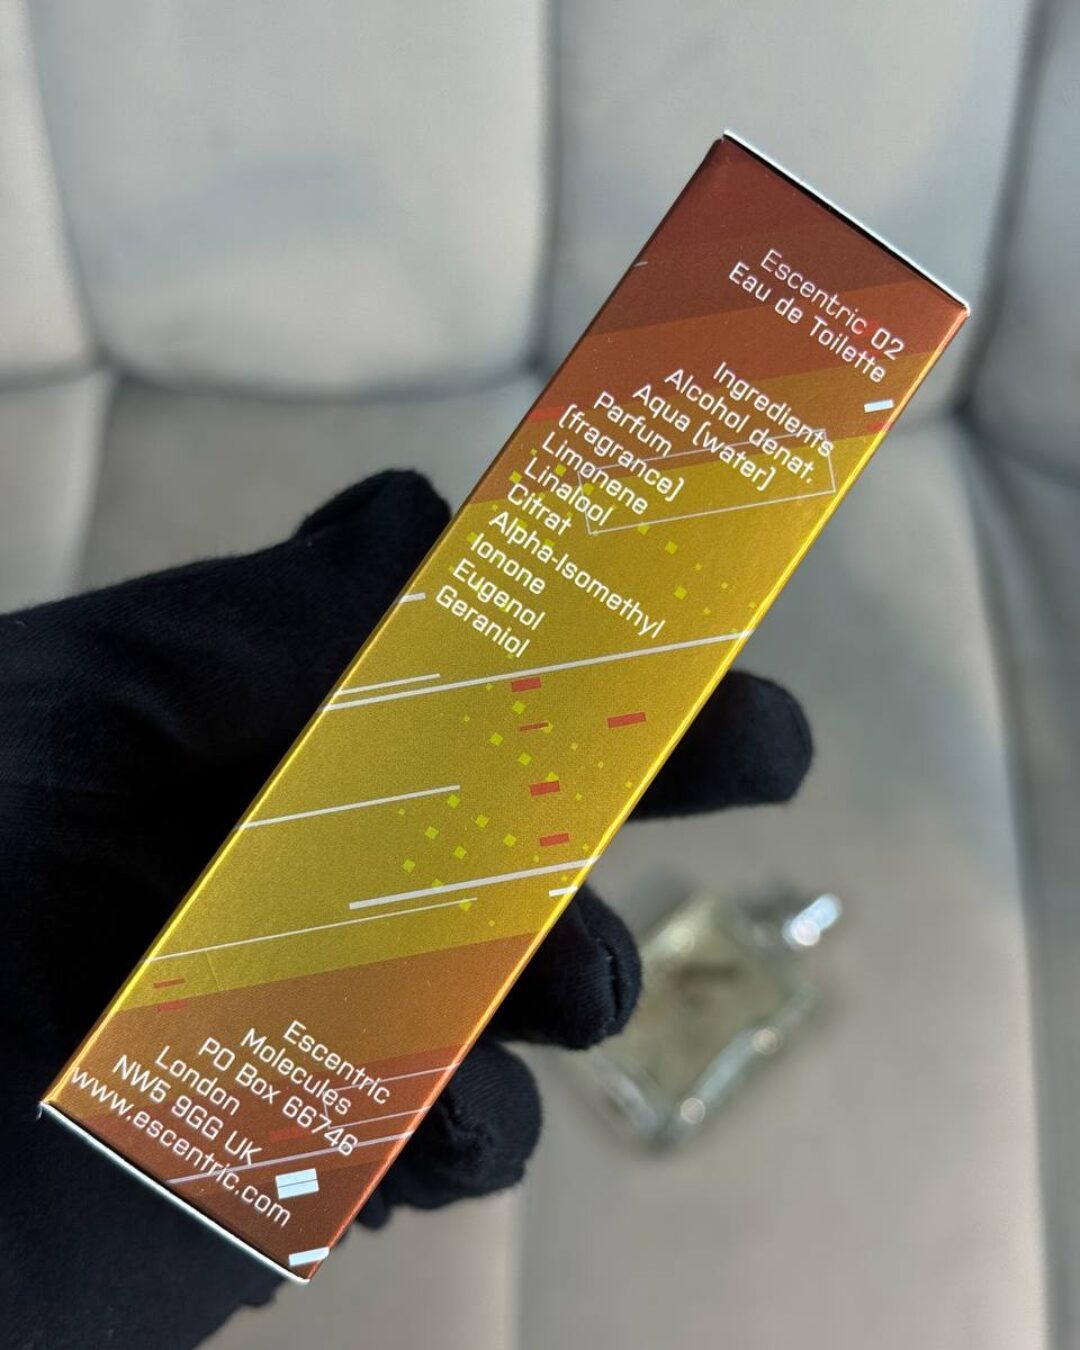 Escentric 02
Eau de Toilette
Ingredients
Alcohol denat.
Aqua [water]
Parfum
[fragrance]
Limonene
Linalool
Citrat
Alpha-Isomethyl
Ionone
Eugenol
Geraniol
Escentric
Molecules
PO Box 66746
London
NW5 9GG UK
www.escentric.com